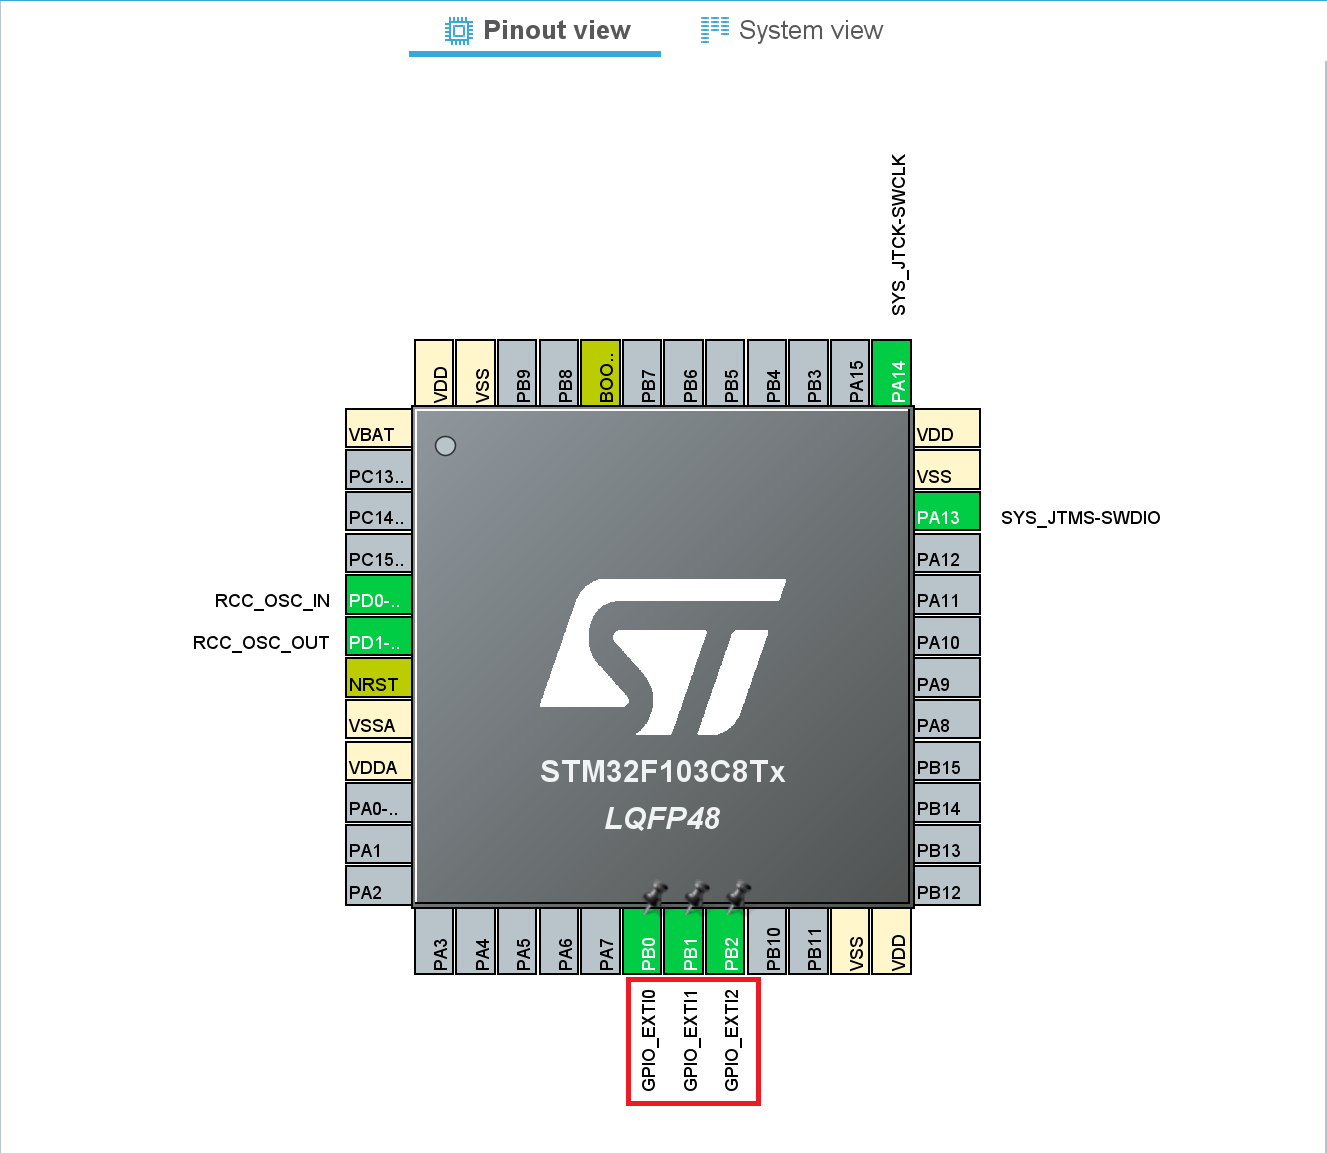 Pinout view
System view
SYS_JTCK-SWCLK
VDD
VSS
PB9
PB8
BOO..
PB7
PB6
PB5
PB4
PB3
PA15
PA14
VBAT
PC13..
PC14..
PC15..
RCC_OSC_IN
PD0-..
RCC_OSC_OUT
PD1-..
NRST
VSSA
VDDA
PA0-..
PA1
PA2
VDD
VSS
PA13
SYS_JTMS-SWDIO
PA12
PA11
PA10
PA9
PA8
PB15
PB14
PB13
PB12
ST
STM32F103C8Tx
LQFP48
PA3
PA4
PA5
PA6
PA7
PB0
PB1
PB2
PB10
PB11
VSS
VDD
GPIO_EXTI0
GPIO_EXTI1
GPIO_EXTI2